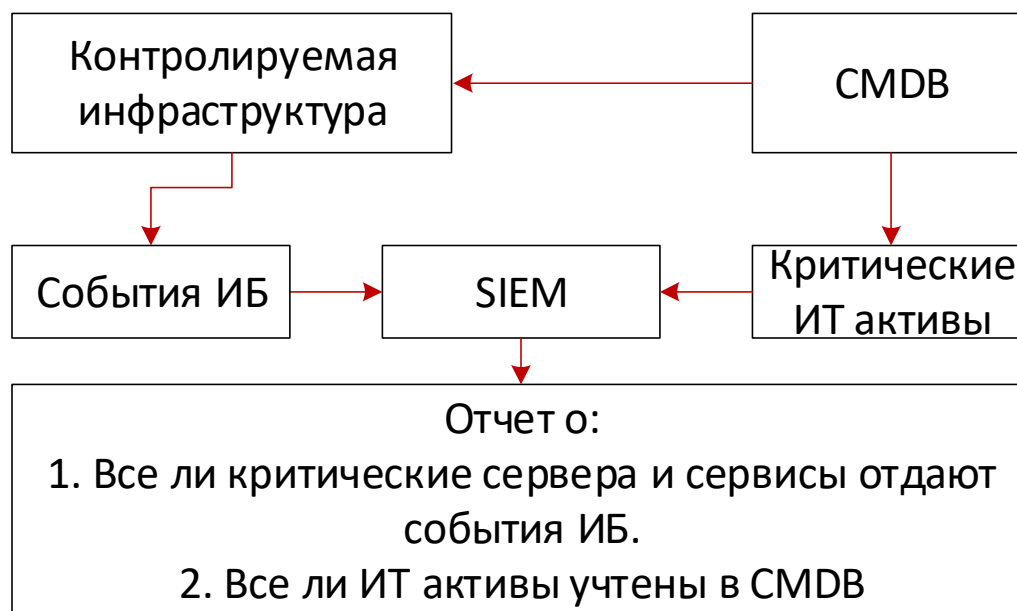 Контролируемая
инфраструктура
CMDB
События ИБ
SIEM
Критические
ИТ активы
Отчет о:
1. Все ли критические сервера и сервисы отдают
события ИБ.
2. Все ли ИТ активы учтены в CMDB